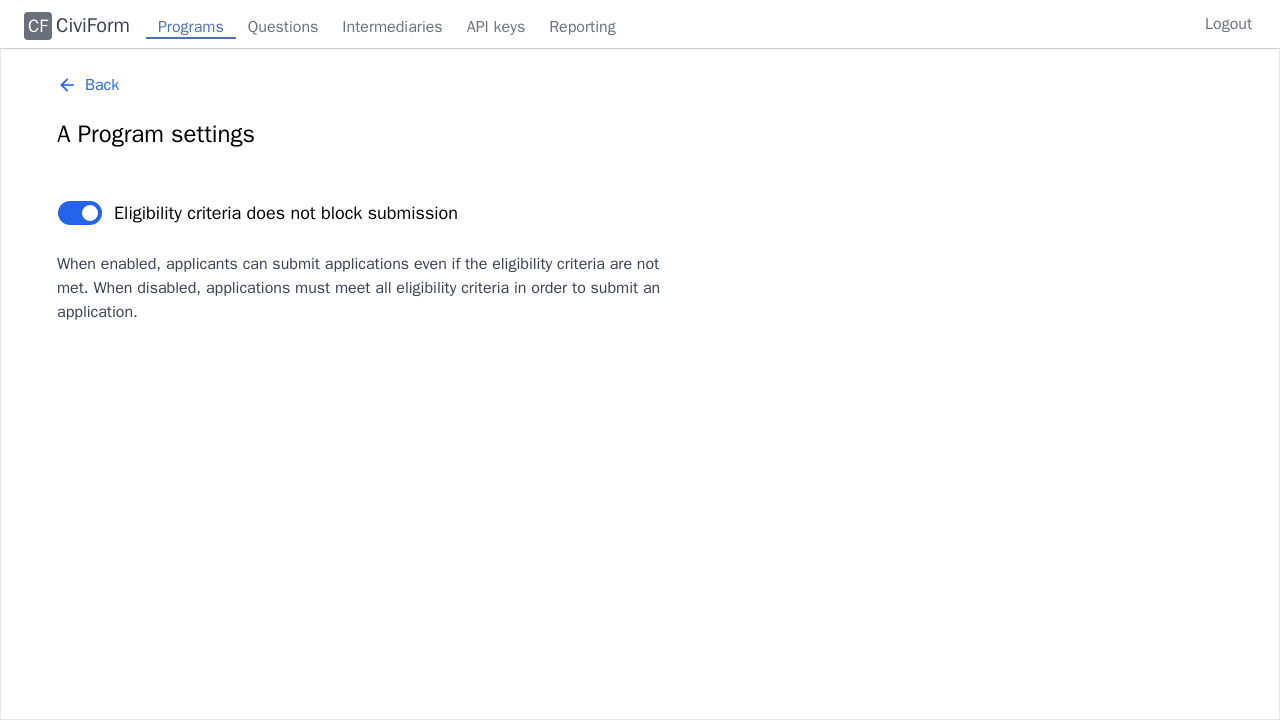 CF CiviForm Programs Questions Intermediaries API keys Reporting Logout
Back
A Program settings
Eligibility criteria does not block submission
When enabled, applicants can submit applications even if the eligibility criteria are not
met. When disabled, applications must meet all eligibility criteria in order to submit an
application.